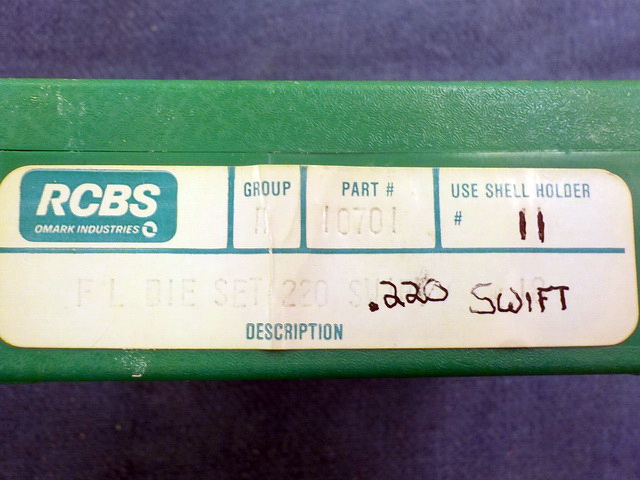 RCBS
OMARK INDUSTRIES
GROUP
PART #
10701
USE SHELL HOLDER
# 11
F L DIE SET 220
.220 SWIFT
DESCRIPTION